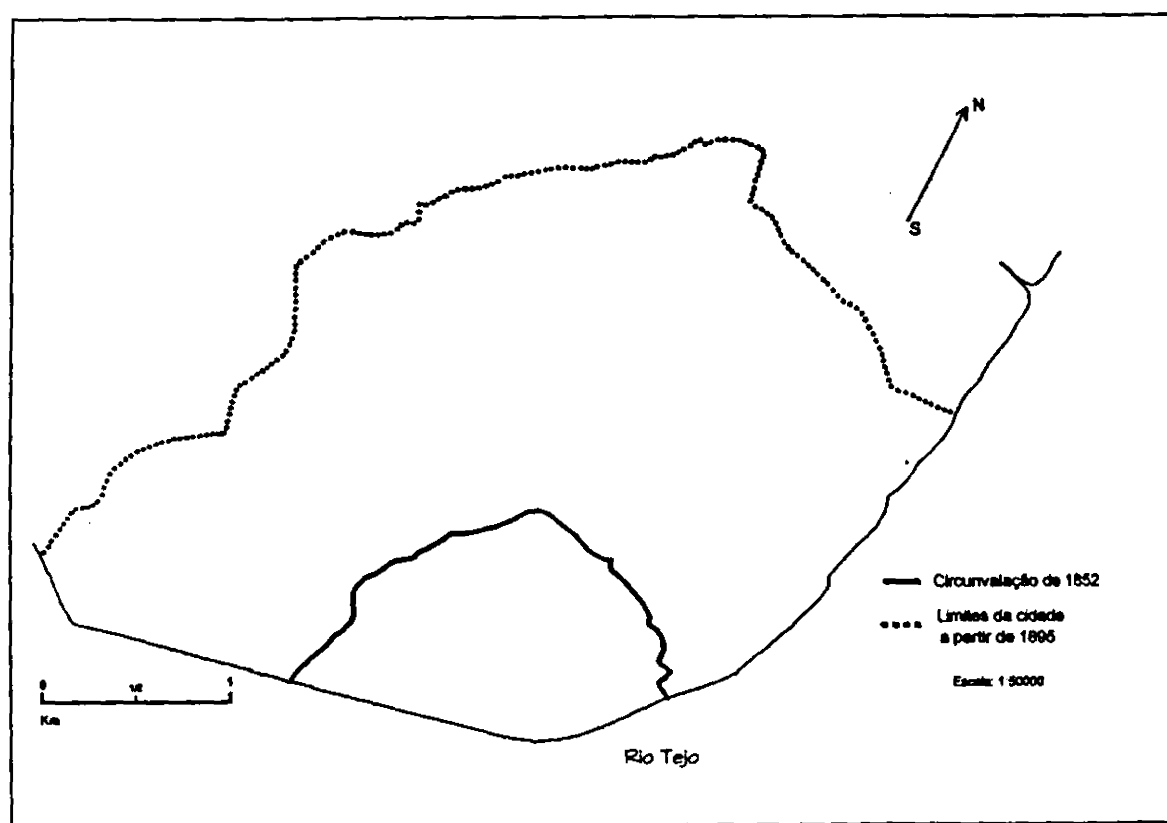 N
S
Circunvalação de 1852
Limites da cidade
a partir de 1895
Escala: 1:50000
0 1/2 1
Km
Rio Tejo